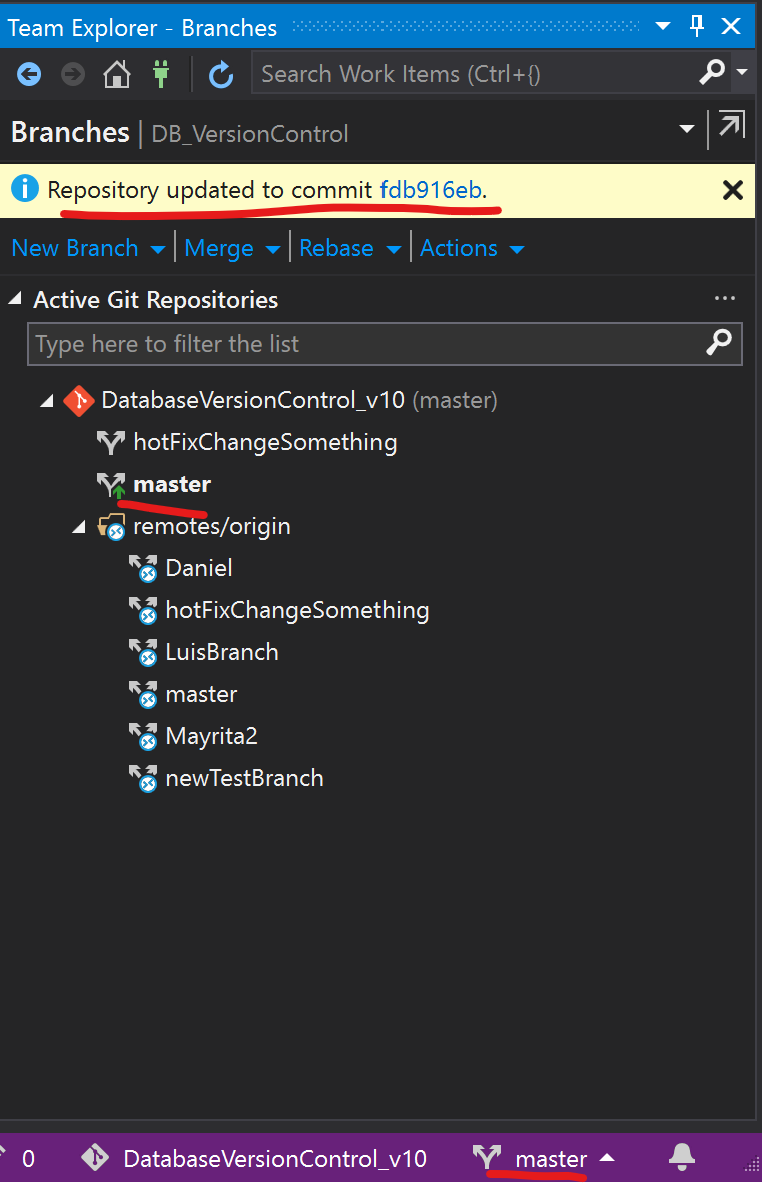 Team Explorer - Branches
Search Work Items (Ctrl+{)
Branches | DB_VersionControl
Repository updated to commit fdb916eb.
New Branch | Merge | Rebase | Actions
Active Git Repositories
Type here to filter the list
DatabaseVersionControl_v10 (master)
hotFixChangeSomething
master
remotes/origin
Daniel
hotFixChangeSomething
LuisBranch
master
Mayrita2
newTestBranch
0 DatabaseVersionControl_v10 master